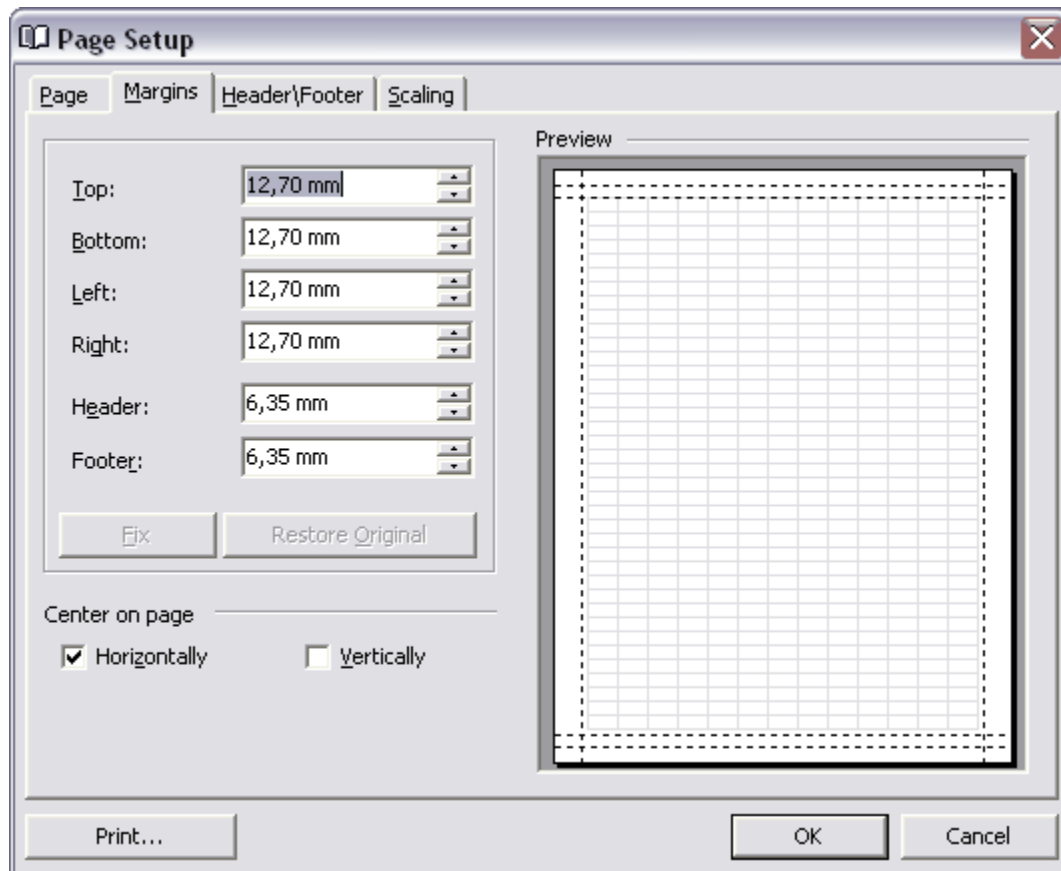 Page Setup
Page Margins Header\Footer Scaling
Preview
Top: 12,70 mm
Bottom: 12,70 mm
Left: 12,70 mm
Right: 12,70 mm
Header: 6,35 mm
Footer: 6,35 mm
Fix Restore Original
Center on page
Horizontally Vertically
Print... OK Cancel